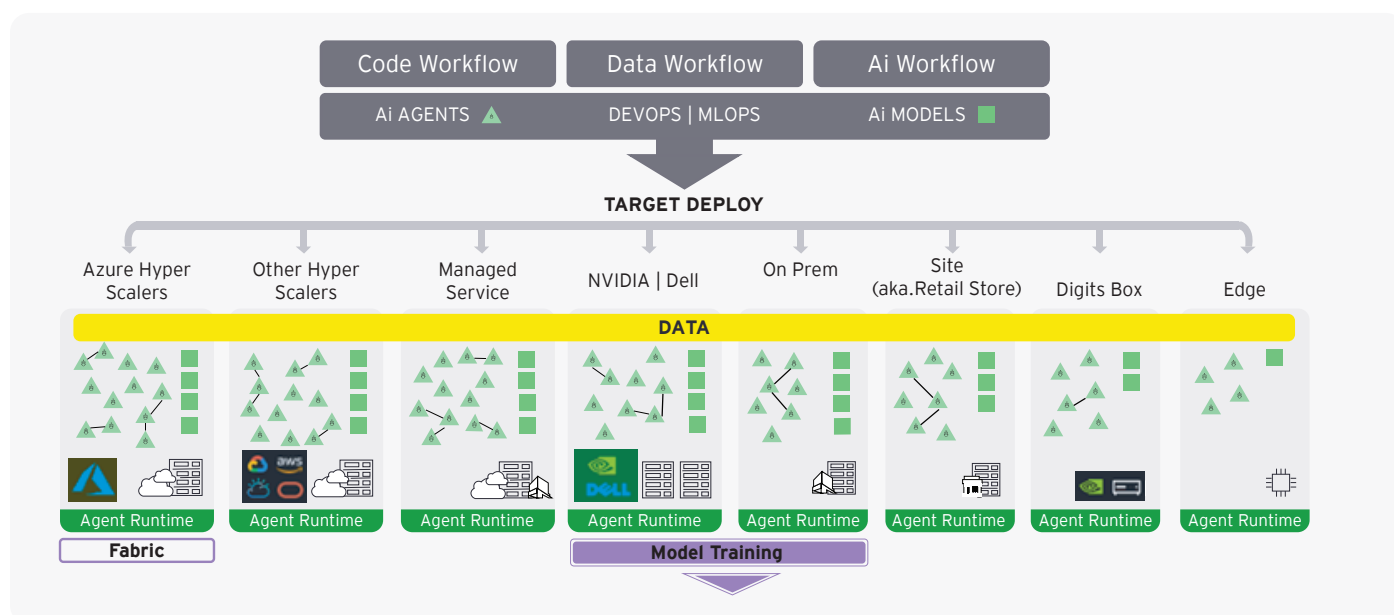 Code Workflow
Data Workflow
Ai Workflow
Ai AGENTS
DEVOPS | MLOPS
Ai MODELS
TARGET DEPLOY
Azure Hyper
Scalers
Other Hyper
Scalers
Managed
Service
NVIDIA | Dell
On Prem
Site
(aka.Retail Store)
Digits Box
Edge
DATA
aws
DELL
Agent Runtime
Agent Runtime
Agent Runtime
Agent Runtime
Agent Runtime
Agent Runtime
Agent Runtime
Agent Runtime
Fabric
Model Training